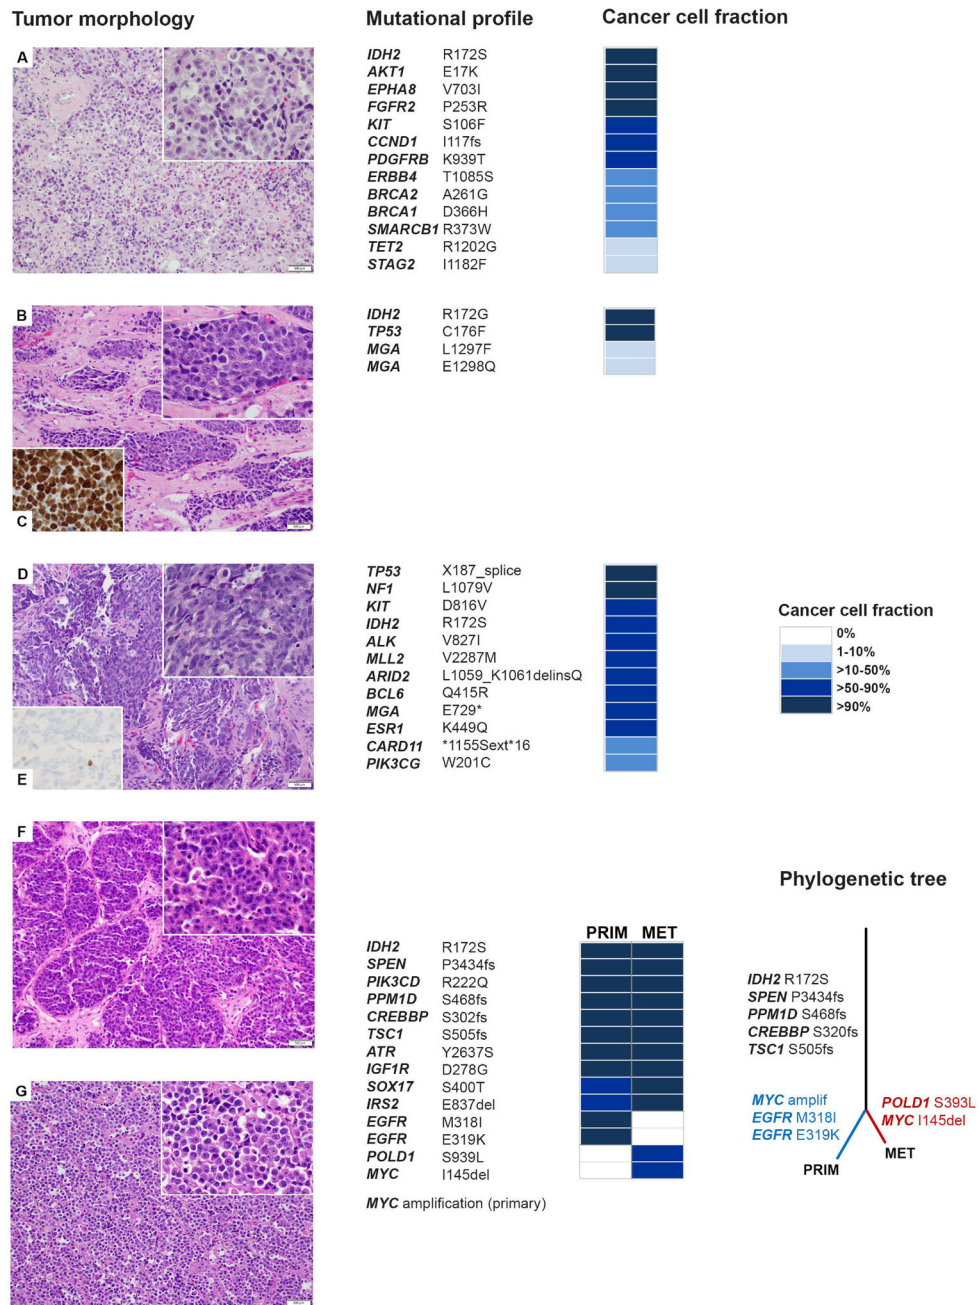 Tumor morphology
Mutational profile
Cancer cell fraction
A
IDH2 R172S
AKT1 E17K
EPHA8 V703I
FGFR2 P253R
KIT S106F
CCND1 I117fs
PDGFRB K939T
ERBB4 T1085S
BRCA2 A261G
BRCA1 D366H
SMARCB1 R373W
TET2 R1202G
STAG2 I1182F
B
IDH2 R172G
TP53 C176F
MGA L1297F
MGA E1298Q
C
D
TP53 X187_splice
NF1 L1079V
KIT D816V
IDH2 R172S
ALK V827I
MLL2 V2287M
ARID2 L1059_K1061delinsQ
BCL6 Q415R
MGA E729*
ESR1 K449Q
CARD11 *1155Sext*16
PIK3CG W201C
E
Cancer cell fraction
0%
1-10%
>10-50%
>50-90%
>90%
F
PRIM MET
IDH2 R172S
SPEN P3434fs
PIK3CD R222Q
PPM1D S468fs
CREBBP S302fs
TSC1 S505fs
ATR Y2637S
IGF1R D278G
SOX17 S400T
IRS2 E837del
EGFR M318I
EGFR E319K
POLD1 S939L
MYC I145del
MYC amplification (primary)
G
Phylogenetic tree
IDH2 R172S
SPEN P3434fs
PPM1D S468fs
CREBBP S320fs
TSC1 S505fs
MYC amplif
EGFR M318I
EGFR E319K
PRIM
POLD1 S393L
MYC I145del
MET